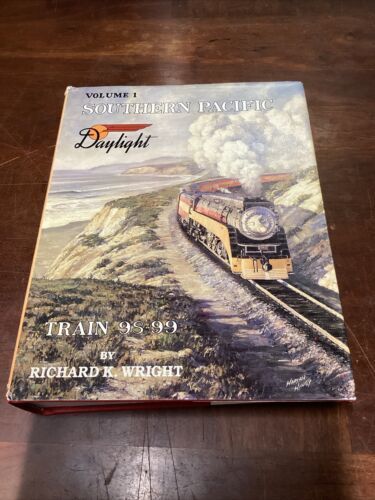 VOLUME 1
SOUTHERN PACIFIC
Daylight
TRAIN 98-99
BY
RICHARD K. WRIGHT